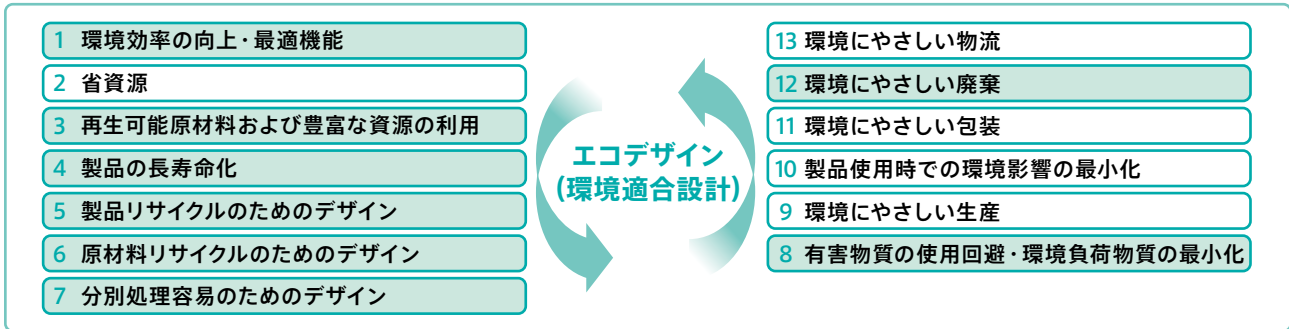 1 環境効率の向上・最適機能
2 省資源
3 再生可能原材料および豊富な資源の利用
4 製品の長寿命化
5 製品リサイクルのためのデザイン
6 原材料リサイクルのためのデザイン
7 分別処理容易のためのデザイン
エコデザイン
(環境適合設計)
13 環境にやさしい物流
12 環境にやさしい廃棄
11 環境にやさしい包装
10 製品使用時での環境影響の最小化
9 環境にやさしい生産
8 有害物質の使用回避・環境負荷物質の最小化